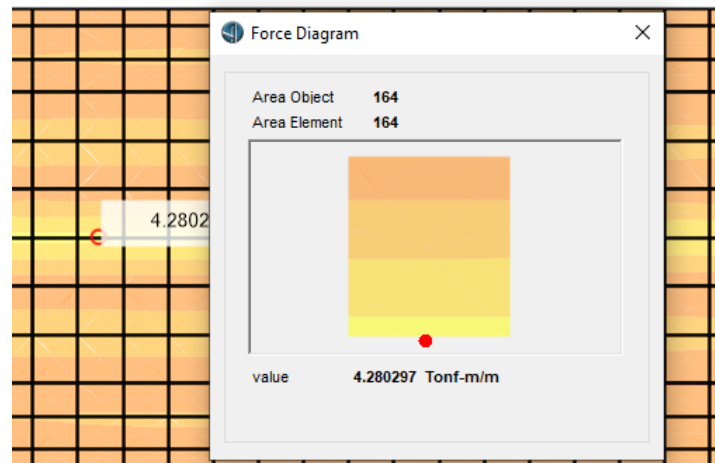 Force Diagram
Area Object 164
Area Element 164
4.2802
value 4.280297 Tonf-m/m